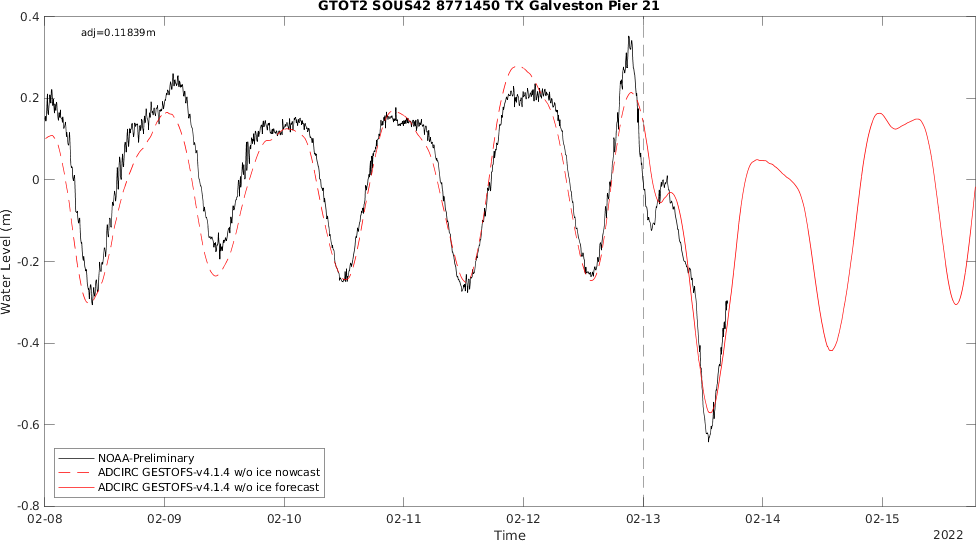 GTOT2 SOUS42 8771450 TX Galveston Pier 21
adj=0.11839m
0.4
0.2
0
-0.2
-0.4
-0.6
-0.8
Water Level (m)
NOAA-Preliminary
ADCIRC GESTOFS-v4.1.4 w/o ice nowcast
ADCIRC GESTOFS-v4.1.4 w/o ice forecast
02-08 02-09 02-10 02-11 02-12 02-13 02-14 02-15
Time
2022